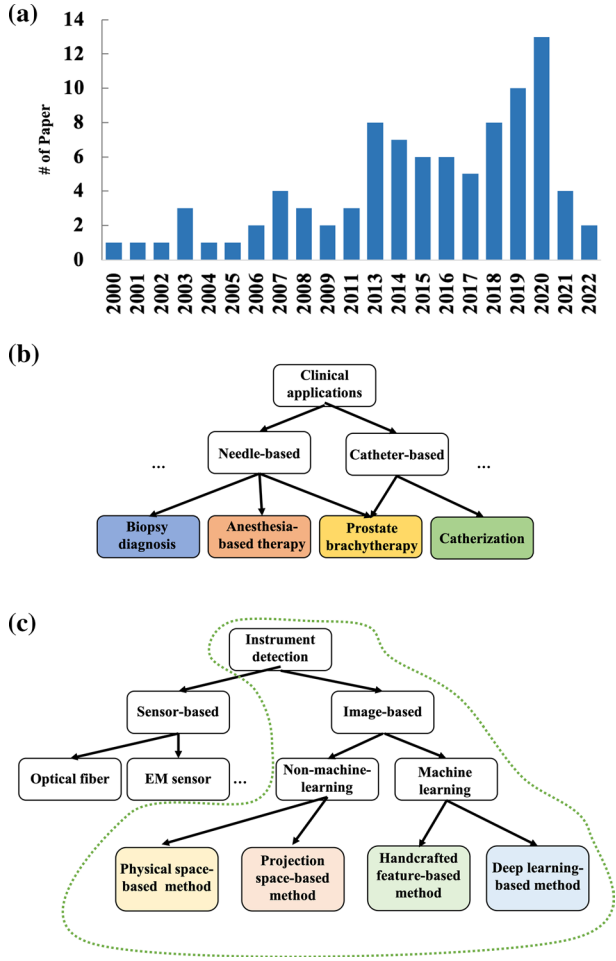 (a)
14
12
10
8
6
4
2
0
# of Paper
2000 2001 2002 2003 2004 2005 2006 2007 2008 2009 2011 2013 2014 2015 2016 2017 2018 2019 2020 2021 2022
(b)
Clinical
applications
Needle-based
Catheter-based
...
...
Biopsy
diagnosis
Anesthesia-
based therapy
Prostate
brachytherapy
Catherization
(c)
Instrument
detection
Sensor-based
Image-based
Optical fiber
EM sensor
...
Non-machine-
learning
Machine
learning
Physical space-
based method
Projection
space-based
method
Handcrafted
feature-based
method
Deep learning-
based method